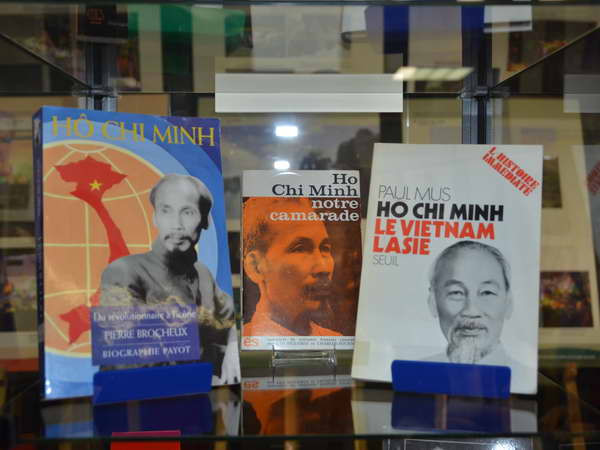 HÔ CHI MINH
Du révolutionnaire à l'icône
PIERRE BROCHEUX
BIOGRAPHIE PAYOT
Ho
Chi Minh
notre
camarade
es
L'HISTOIRE
IMMÉDIATE
PAUL MUS
HO CHI MINH
LE VIETNAM
L'ASIE
SEUIL